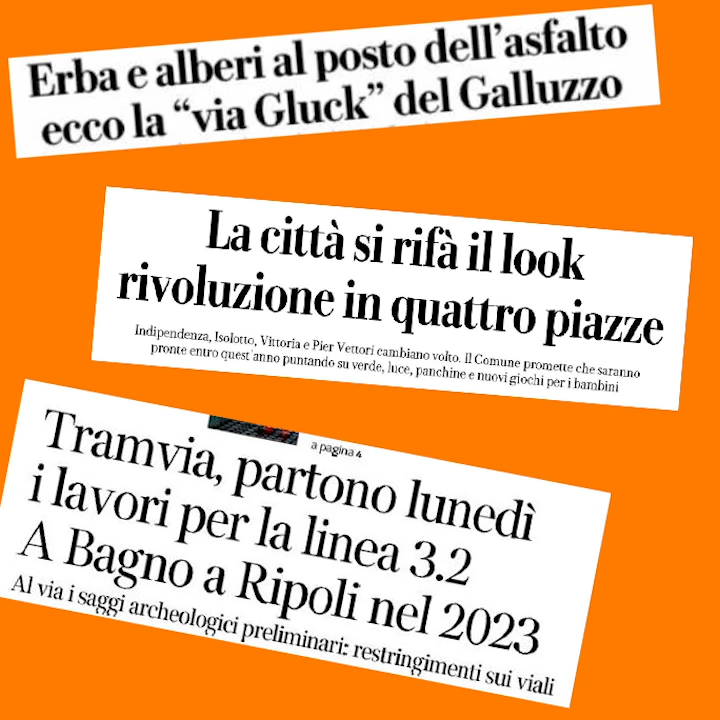 Erba e alberi al posto dell'asfalto
ecco la “via Gluck” del Galluzzo
La città si rifà il look
rivoluzione in quattro piazze
Indipendenza, Isolotto, Vittoria e Pier Vettori cambiano volto. Il Comune promette che saranno
pronte entro quest'anno puntando su verde, luce, panchine e nuovi giochi per i bambini
a pagina 4
Tramvia, partono lunedì
i lavori per la linea 3.2
A Bagno a Ripoli nel 2023
Al via i saggi archeologici preliminari: restringimenti sui viali